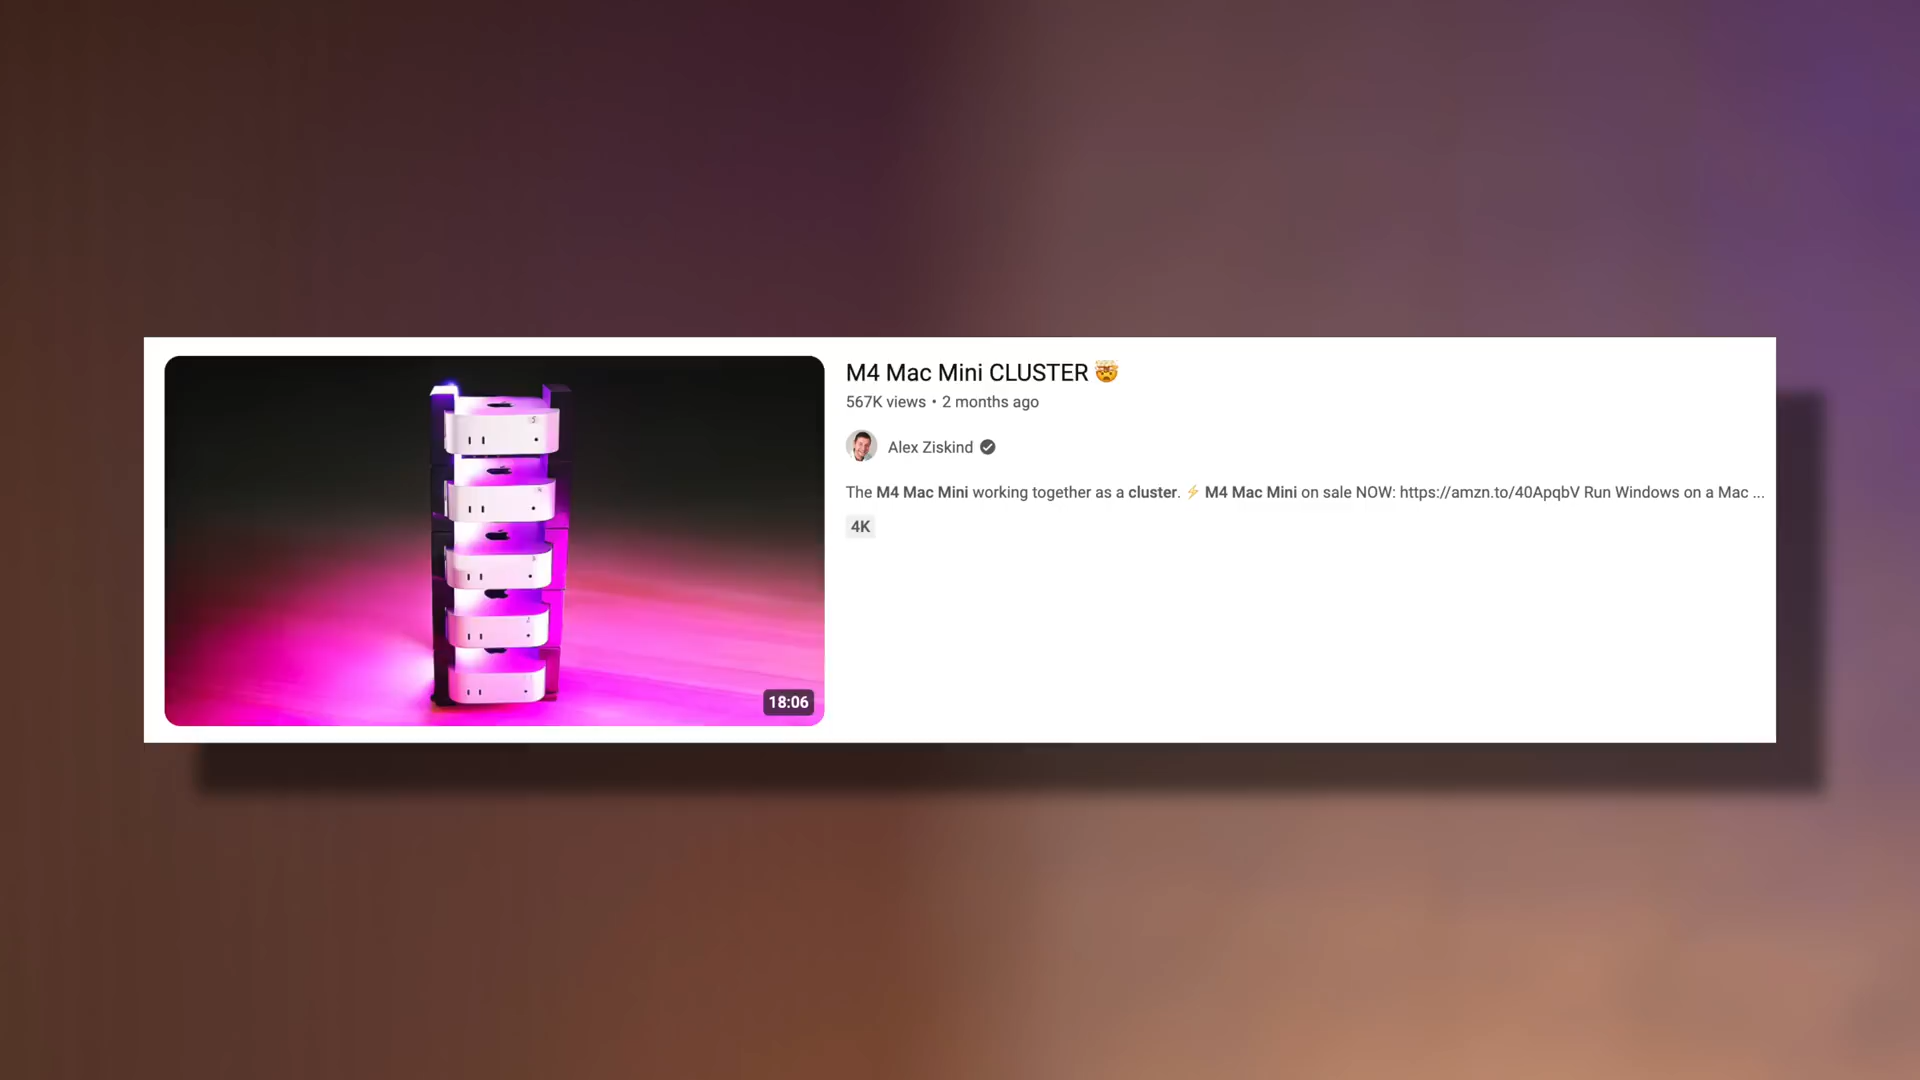 M4 Mac Mini CLUSTER 🤯
567K views • 2 months ago
Alex Ziskind
The M4 Mac Mini working together as a cluster. ⚡ M4 Mac Mini on sale NOW: https://amzn.to/40ApqbV Run Windows on a Mac ...
4K
18:06